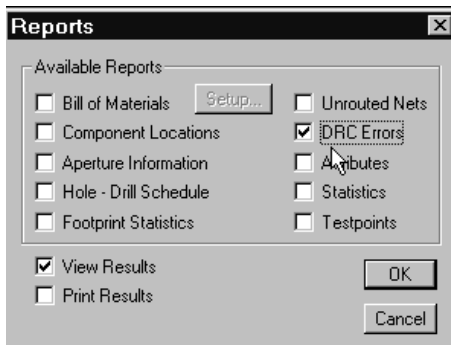 Reports
Available Reports
Bill of Materials Setup... Unrouted Nets
Component Locations DRC Errors
Aperture Information
Hole - Drill Schedule Statistics
Footprint Statistics Testpoints
View Results OK
Print Results
Cancel